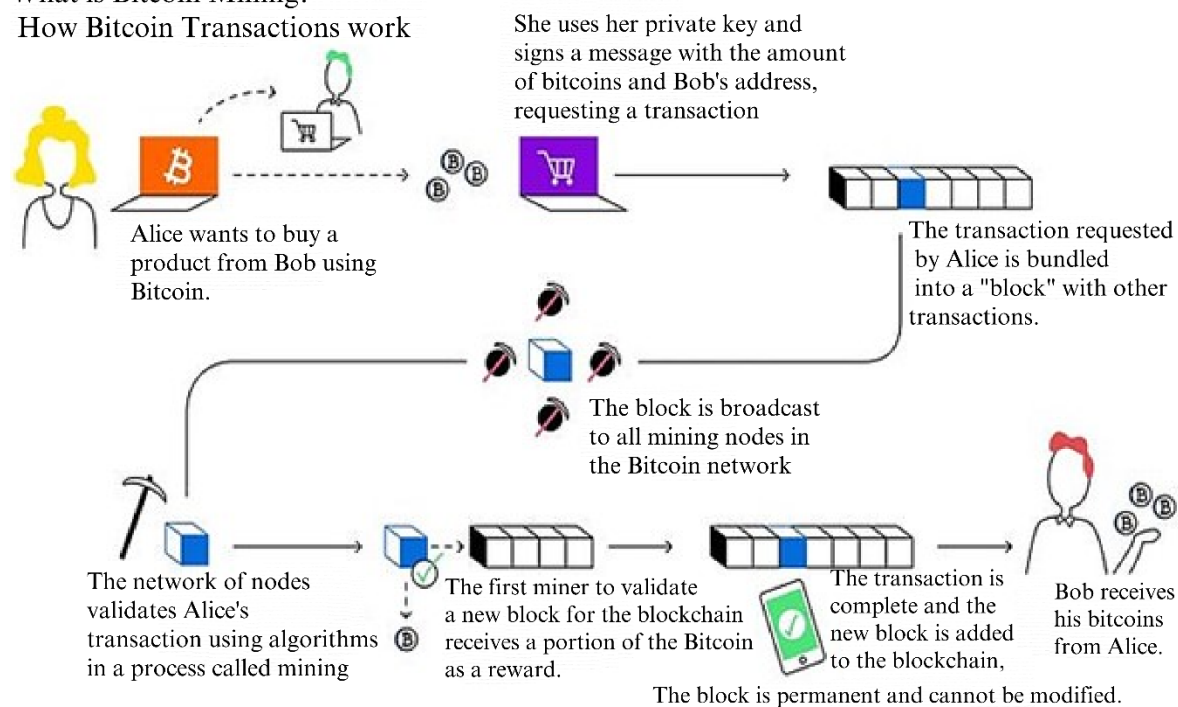 What is Bitcoin Mining?
How Bitcoin Transactions work
She uses her private key and
signs a message with the amount
of bitcoins and Bob's address,
requesting a transaction
Alice wants to buy a
product from Bob using
Bitcoin.
The transaction requested
by Alice is bundled
into a "block" with other
transactions.
The block is broadcast
to all mining nodes in
the Bitcoin network
The network of nodes
validates Alice's
transaction using algorithms
in a process called mining
The first miner to validate
a new block for the blockchain
receives a portion of the Bitcoin
as a reward.
The transaction is
complete and the
new block is added
to the blockchain,
The block is permanent and cannot be modified.
Bob receives
his bitcoins
from Alice.